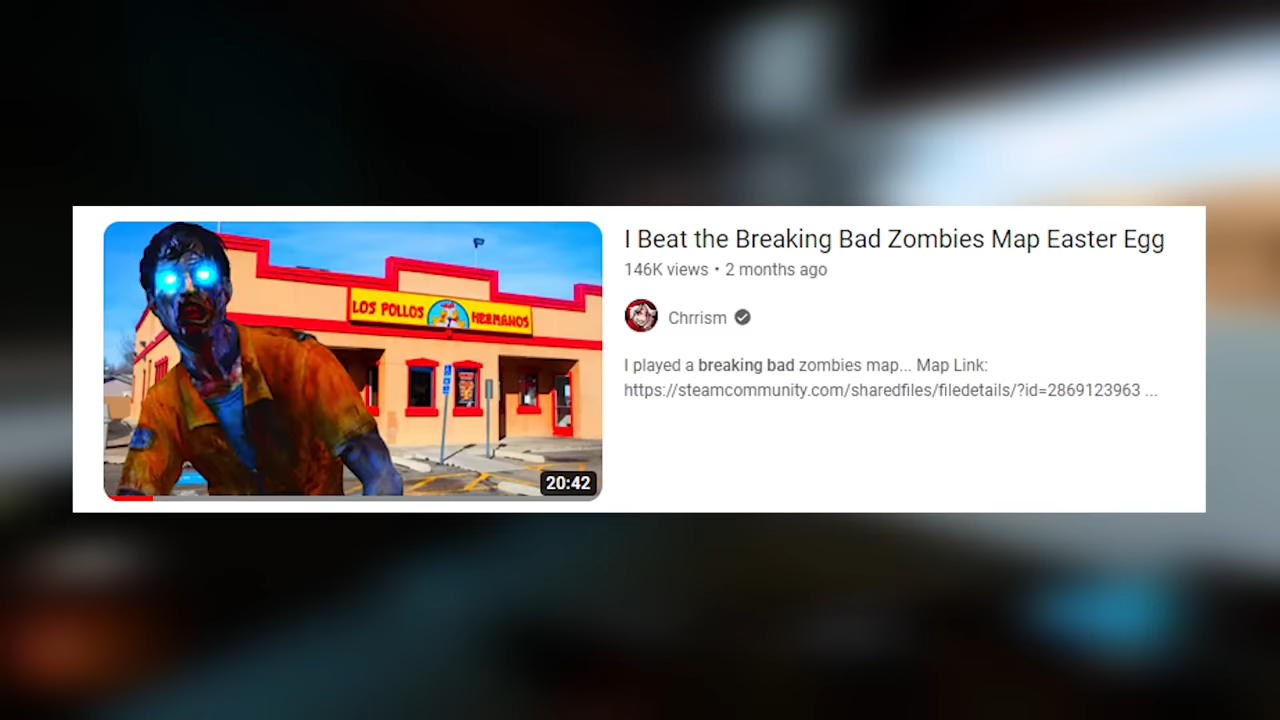 LOS POLLOS HERMANOS
20:42
I Beat the Breaking Bad Zombies Map Easter Egg
146K views • 2 months ago
Chrrism
I played a breaking bad zombies map... Map Link:
https://steamcommunity.com/sharedfiles/filedetails/?id=2869123963 ...